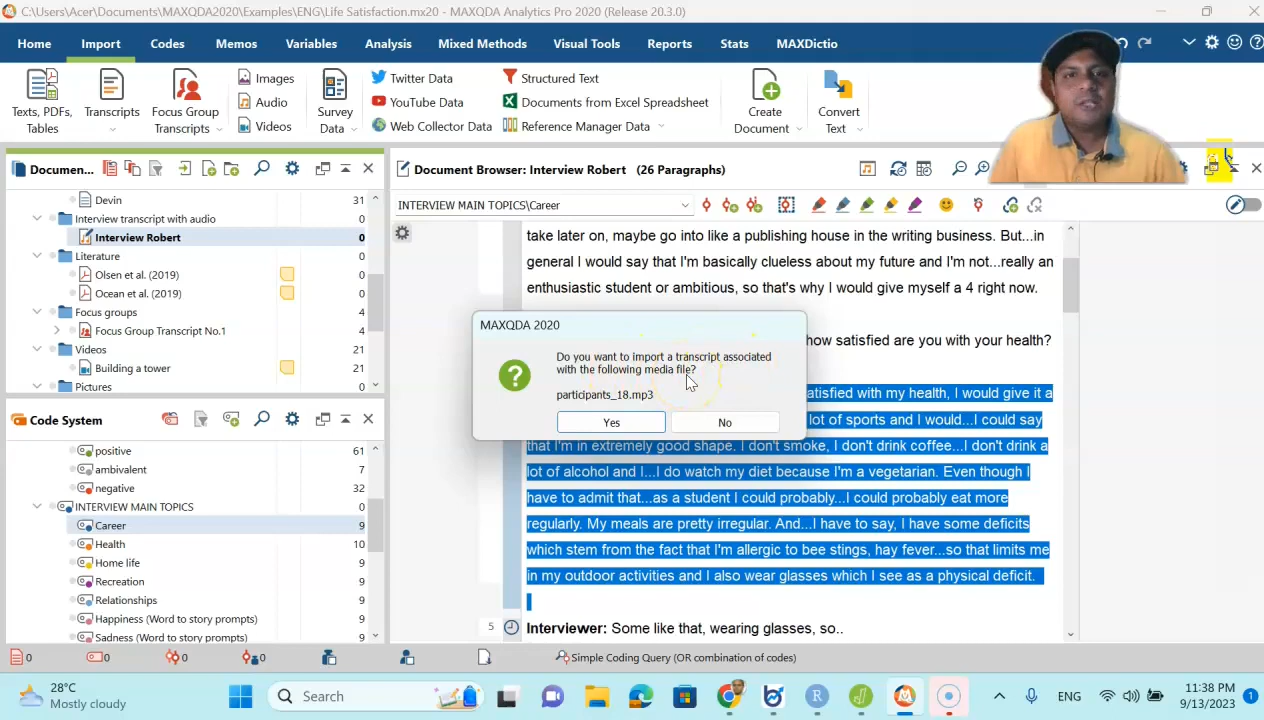 C:\Users\Acer\Documents\MAXQDA2020\Examples\ENG\Life Satisfaction.mx20 - MAXQDA Analytics Pro 2020 (Release 20.3.0)
Home Import Codes Memos Variables Analysis Mixed Methods Visual Tools Reports Stats MAXDictio
Texts, PDFs, Tables
Transcripts
Focus Group Transcripts
Images
Audio
Videos
Survey Data
Twitter Data
YouTube Data
Web Collector Data
Structured Text
Documents from Excel Spreadsheet
Reference Manager Data
Create Document
Convert Text
Documen...
Devin 31
Interview transcript with audio 0
Interview Robert 0
Literature 0
Olsen et al. (2019) 0
Ocean et al. (2019) 0
Focus groups 4
Focus Group Transcript No.1 4
Videos 21
Building a tower 21
Pictures 0
Code System
positive 61
ambivalent 7
negative 32
INTERVIEW MAIN TOPICS 0
Career 9
Health 10
Home life 9
Recreation 9
Relationships 9
Happiness (Word to story prompts) 9
Sadness (Word to story prompts) 9
Document Browser: Interview Robert (26 Paragraphs)
INTERVIEW MAIN TOPICS\Career
take later on, maybe go into like a publishing house in the writing business. But...in
general I would say that I'm basically clueless about my future and I'm not...really an
enthusiastic student or ambitious, so that's why I would give myself a 4 right now.
how satisfied are you with your health?
atisfied with my health, I would give it a
lot of sports and I would...I could say
that I'm in extremely good shape. I don't smoke, I don't drink coffee...I don't drink a
lot of alcohol and I...I do watch my diet because I'm a vegetarian. Even though I
have to admit that...as a student I could probably...I could probably eat more
regularly. My meals are pretty irregular. And...I have to say, I have some deficits
which stem from the fact that I'm allergic to bee stings, hay fever...so that limits me
in my outdoor activities and I also wear glasses which I see as a physical deficit.
5 Interviewer: Some like that, wearing glasses, so..
MAXQDA 2020
Do you want to import a transcript associated
with the following media file?
participants_18.mp3
Yes No
0 0 0 0 Simple Coding Query (OR combination of codes)
28°C
Mostly cloudy
Search
ENG
11:38 PM
9/13/2023
1